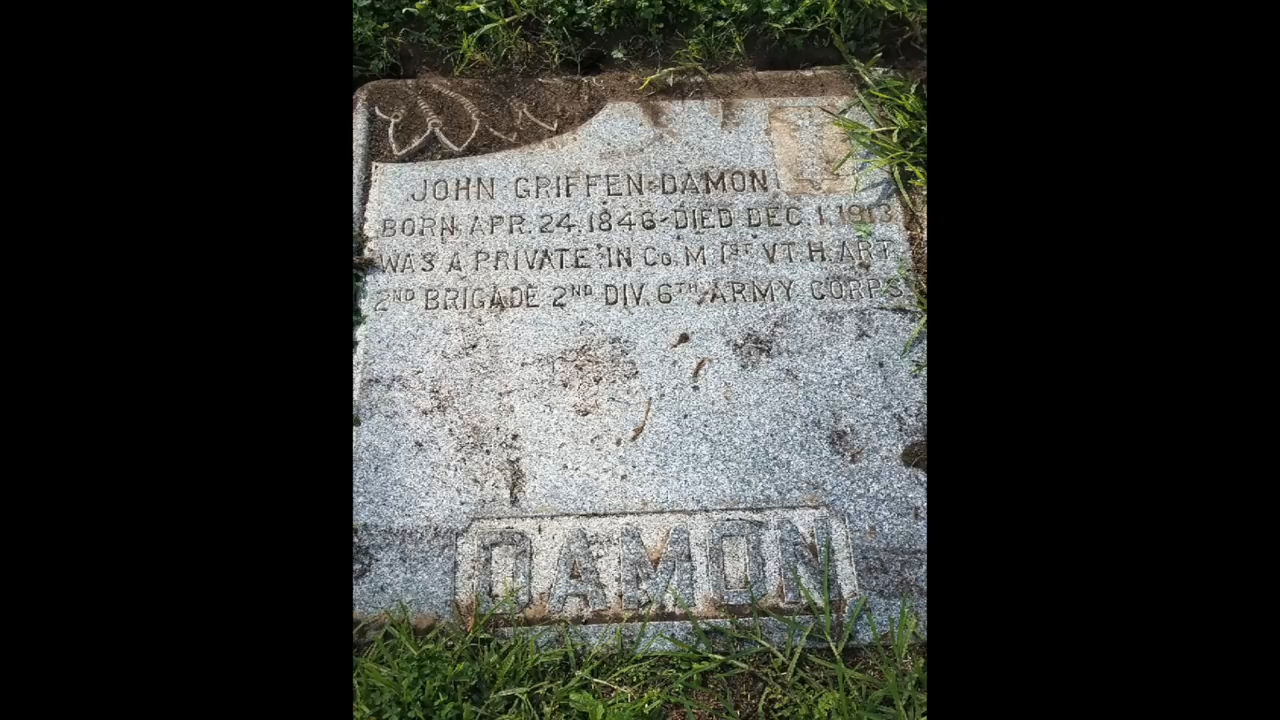 JOHN GRIFFEN DAMON
BORN APR. 24, 1846-DIED DEC. 1, 1913
WAS A PRIVATE IN Co. M 1ST VT. H. ART.
2ND BRIGADE 2ND DIV. 6TH ARMY CORPS
DAMON